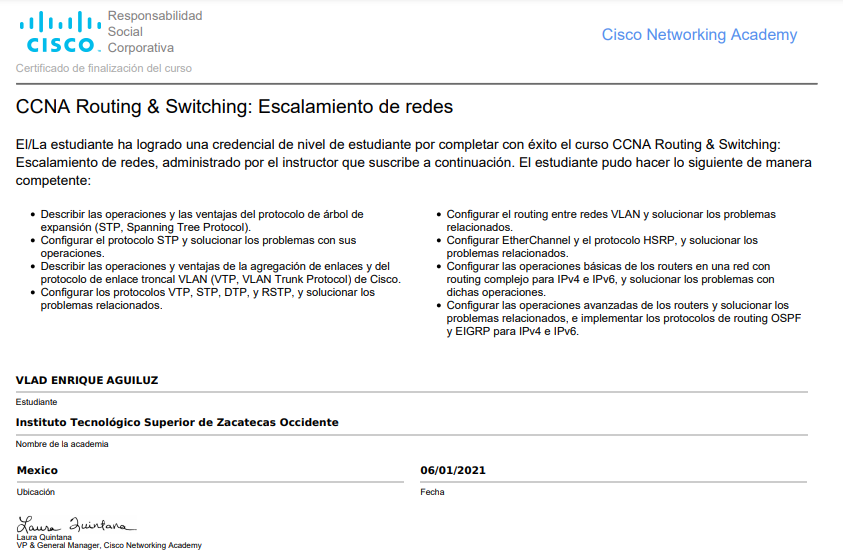 CISCO.
Responsabilidad
Social
Corporativa
Cisco Networking Academy
Certificado de finalización del curso
CCNA Routing & Switching: Escalamiento de redes
El/La estudiante ha logrado una credencial de nivel de estudiante por completar con éxito el curso CCNA Routing & Switching:
Escalamiento de redes, administrado por el instructor que suscribe a continuación. El estudiante pudo hacer lo siguiente de manera
competente:
• Describir las operaciones y las ventajas del protocolo de árbol de
expansión (STP, Spanning Tree Protocol).
• Configurar el protocolo STP y solucionar los problemas con sus
operaciones.
• Describir las operaciones y ventajas de la agregación de enlaces y del
protocolo de enlace troncal VLAN (VTP, VLAN Trunk Protocol) de Cisco.
• Configurar los protocolos VTP, STP, DTP, y RSTP, y solucionar los
problemas relacionados.
• Configurar el routing entre redes VLAN y solucionar los problemas
relacionados.
• Configurar EtherChannel y el protocolo HSRP, y solucionar los
problemas relacionados.
• Configurar las operaciones básicas de los routers en una red con
routing complejo para IPv4 e IPv6, y solucionar los problemas con
dichas operaciones.
• Configurar las operaciones avanzadas de los routers y solucionar los
problemas relacionados, e implementar los protocolos de routing OSPF
y EIGRP para IPv4 e IPv6.
VLAD ENRIQUE AGUILUZ
Estudiante
Instituto Tecnológico Superior de Zacatecas Occidente
Nombre de la academia
Mexico
Ubicación
06/01/2021
Fecha
Laura Quintana
Laura Quintana
VP & General Manager, Cisco Networking Academy